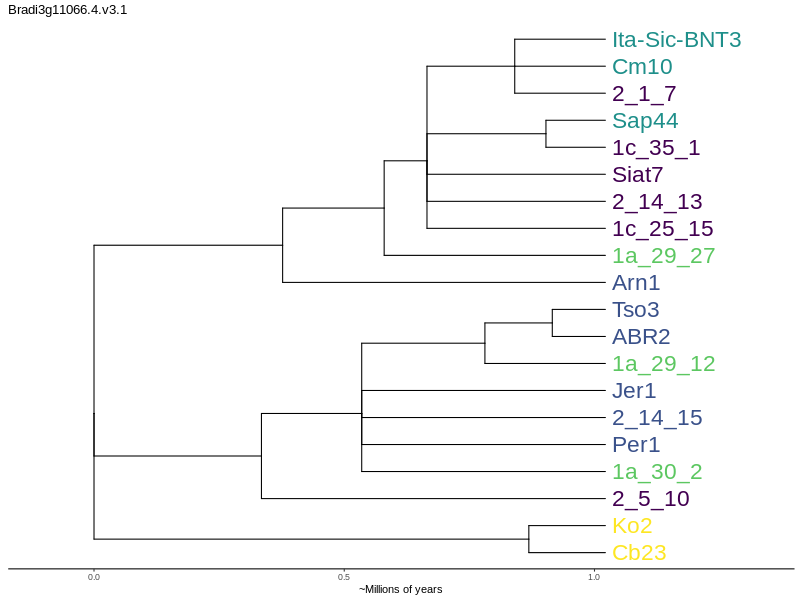 Bradi3g11066.4.v3.1
Ita-Sic-BNT3
Cm10
2_1_7
Sap44
1c_35_1
Siat7
2_14_13
1c_25_15
1a_29_27
Arn1
Tso3
ABR2
1a_29_12
Jer1
2_14_15
Per1
1a_30_2
2_5_10
Ko2
Cb23
0.0 0.5 1.0
~Millions of years